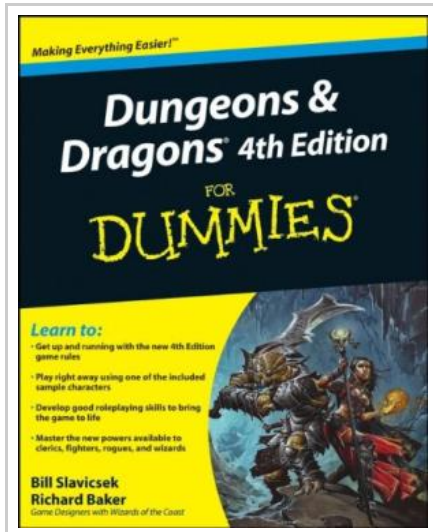 Making Everything Easier!™
Dungeons &
Dragons® 4th Edition
FOR
DUMMIES®
Learn to:
• Get up and running with the new 4th Edition
game rules
• Play right away using one of the included
sample characters
• Develop good roleplaying skills to bring
the game to life
• Master the new powers available to
clerics, fighters, rogues, and wizards
Bill Slavicsek
Richard Baker
Game Designers with Wizards of the Coast